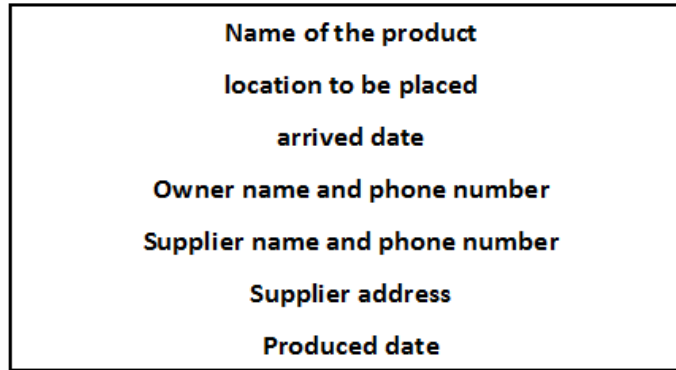 Name of the product
location to be placed
arrived date
Owner name and phone number
Supplier name and phone number
Supplier address
Produced date